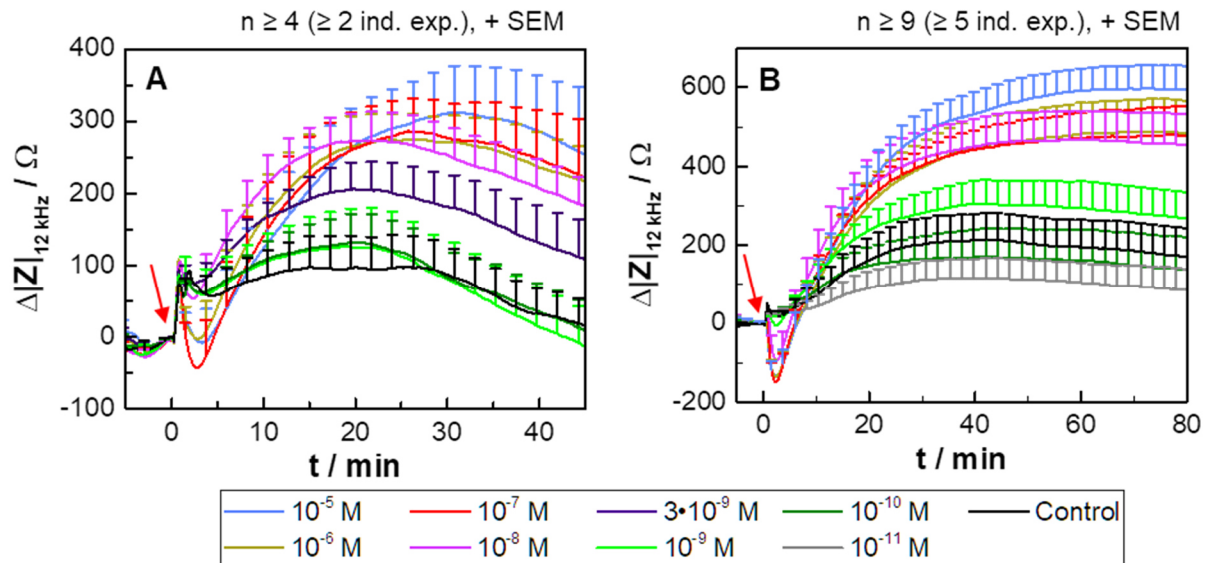 n ≥ 4 (≥ 2 ind. exp.), + SEM
n ≥ 9 (≥ 5 ind. exp.), + SEM
A
400
300
200
100
0
-100
Δ|Z|12 kHz / Ω
0 10 20 30 40
t / min
B
600
400
200
0
-200
Δ|Z|12 kHz / Ω
0 20 40 60 80
t / min
10⁻⁵ M 10⁻⁷ M 3•10⁻⁹ M 10⁻¹⁰ M Control
10⁻⁶ M 10⁻⁸ M 10⁻⁹ M 10⁻¹¹ M